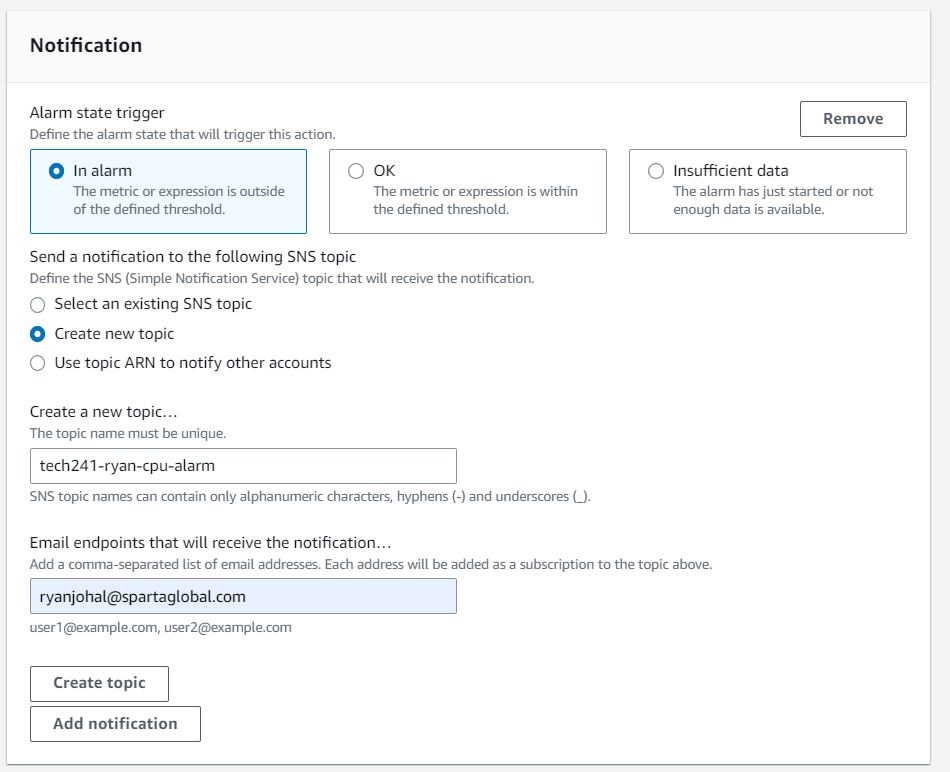 Notification
Alarm state trigger
Define the alarm state that will trigger this action.
Remove
In alarm
The metric or expression is outside
of the defined threshold.
OK
The metric or expression is within
the defined threshold.
Insufficient data
The alarm has just started or not
enough data is available.
Send a notification to the following SNS topic
Define the SNS (Simple Notification Service) topic that will receive the notification.
Select an existing SNS topic
Create new topic
Use topic ARN to notify other accounts
Create a new topic…
The topic name must be unique.
tech241-ryan-cpu-alarm
SNS topic names can contain only alphanumeric characters, hyphens (-) and underscores (_).
Email endpoints that will receive the notification…
Add a comma-separated list of email addresses. Each address will be added as a subscription to the topic above.
ryanjohal@spartaglobal.com
user1@example.com, user2@example.com
Create topic
Add notification